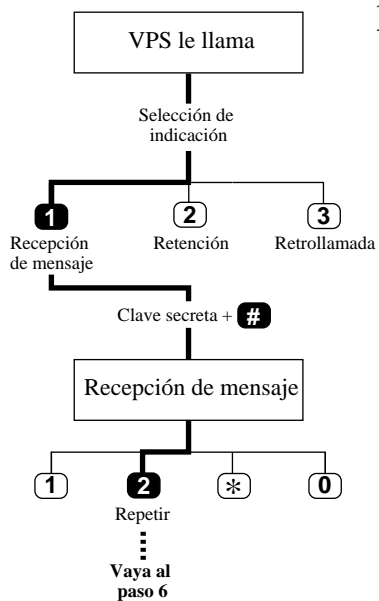 VPS le llama
Selección de
indicación
1 2 3
Recepción
de mensaje
Retención
Retrollamada
Clave secreta + #
Recepción de mensaje
1 2 * 0
Repetir
Vaya al
paso 6